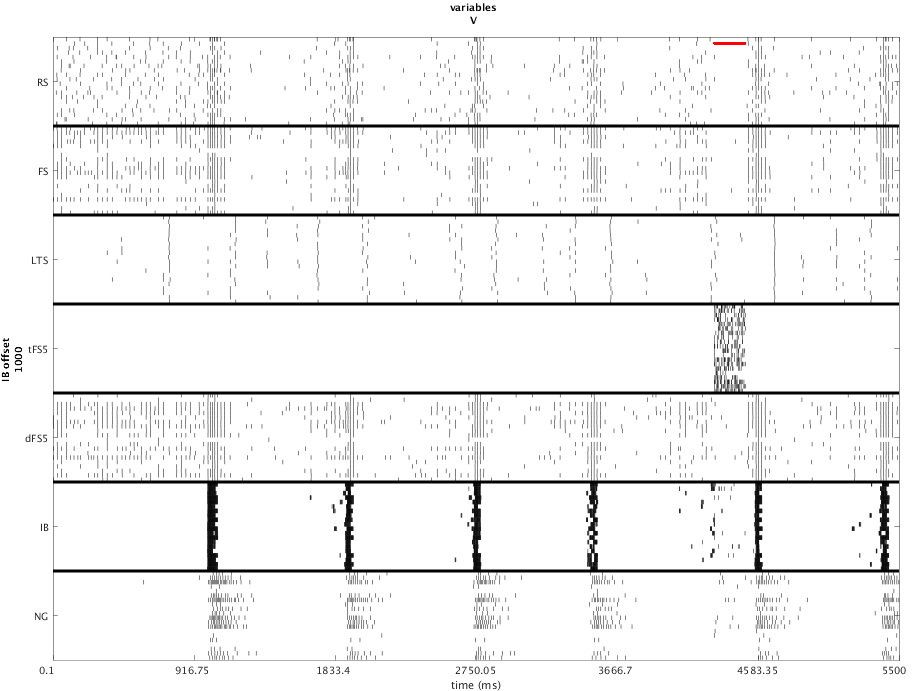 variables
V
RS
FS
LTS
tFS5
dFS5
IB
NG
IB offset
1000
0.1 916.75 1833.4 2750.05 3666.7 4583.35 5500
time (ms)